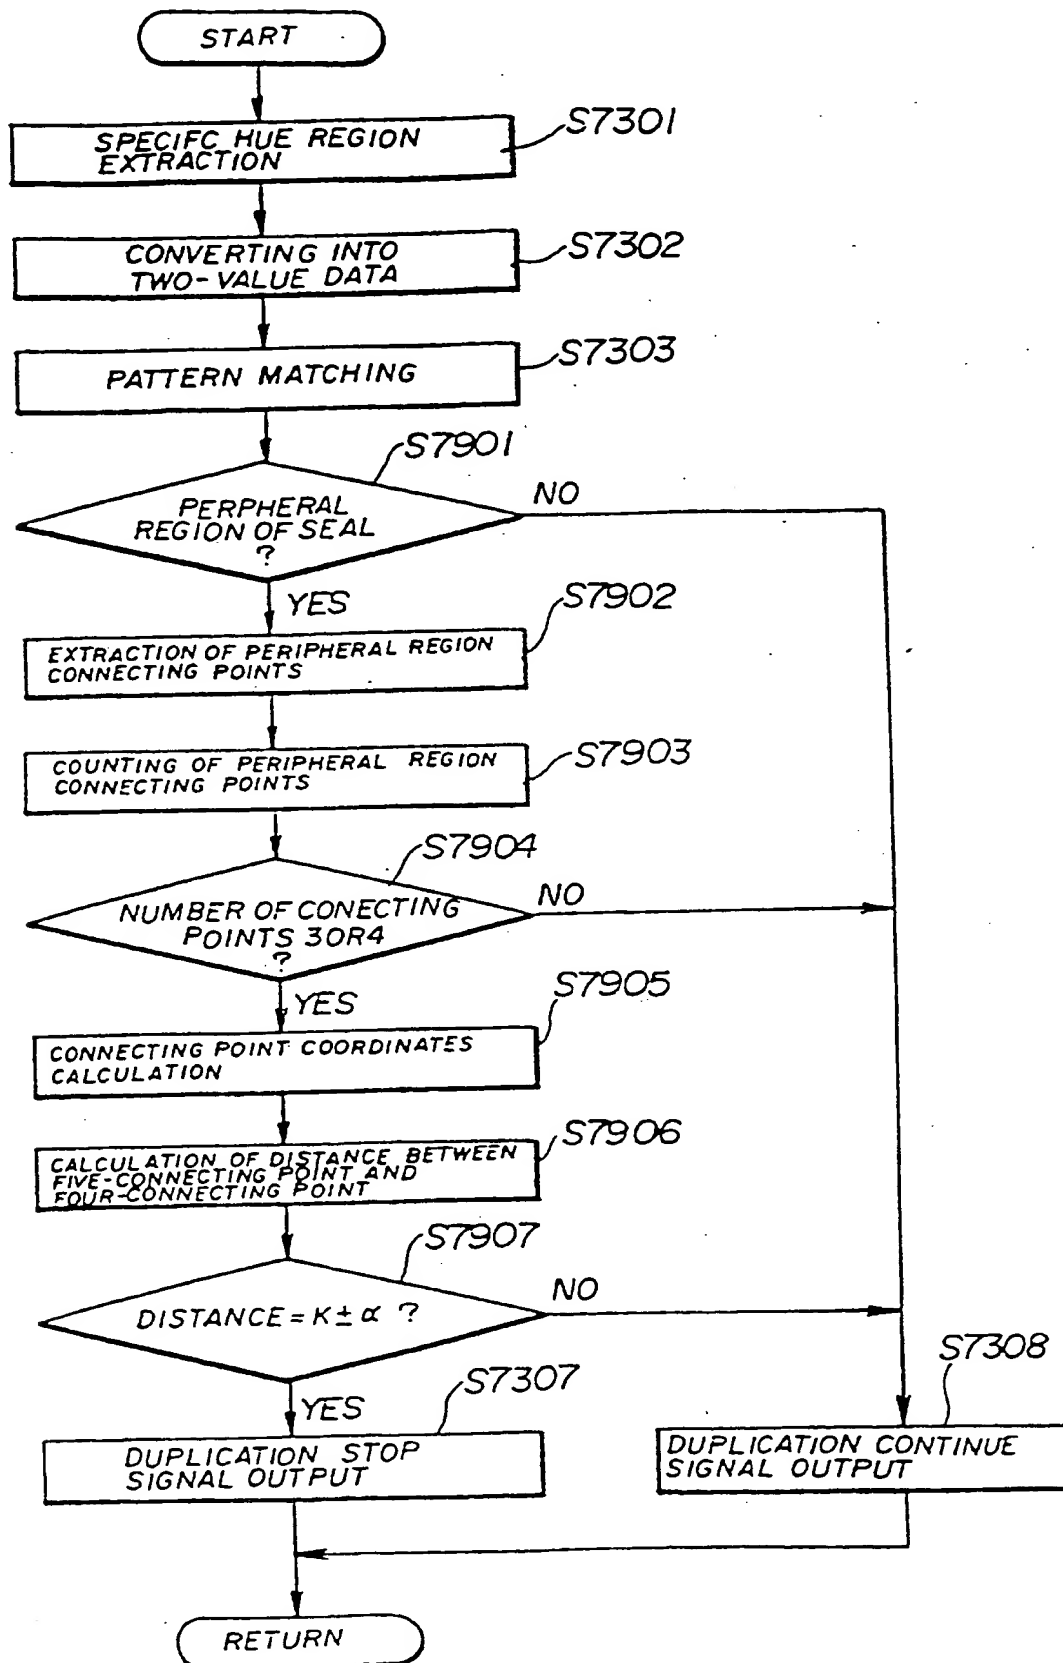 START
SPECIFC HUE REGION
EXTRACTION
S7301
CONVERTING INTO
TWO-VALUE DATA
S7302
PATTERN MATCHING
S7303
S7901
PERPHERAL
REGION OF SEAL
?
NO
YES
S7902
EXTRACTION OF PERIPHERAL REGION
CONNECTING POINTS
S7903
COUNTING OF PERIPHERAL REGION
CONNECTING POINTS
S7904
NUMBER OF CONECTING
POINTS 3OR4
?
NO
YES
S7905
CONNECTING POINT COORDINATES
CALCULATION
S7906
CALCULATION OF DISTANCE BETWEEN
FIVE-CONNECTING POINT AND
FOUR-CONNECTING POINT
S7907
DISTANCE = K ± α ?
NO
YES
S7307
DUPLICATION STOP
SIGNAL OUTPUT
S7308
DUPLICATION CONTINUE
SIGNAL OUTPUT
RETURN